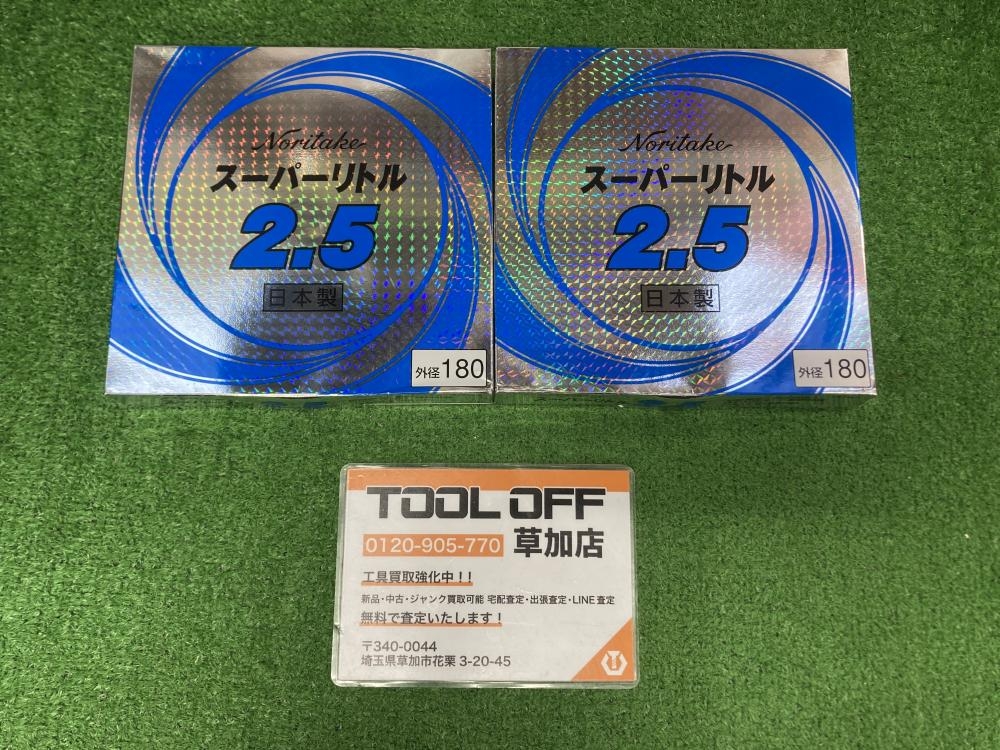 Noritake
スーパーリトル
2.5
日本製
外径180
Noritake
スーパーリトル
2.5
日本製
外径180
TOOL OFF
0120-905-770 草加店
工具買取強化中!!
新品・中古・ジャンク買取可能 宅配査定・出張査定・LINE査定
無料で査定いたします!
〒340-0044
埼玉県草加市花栗 3-20-45